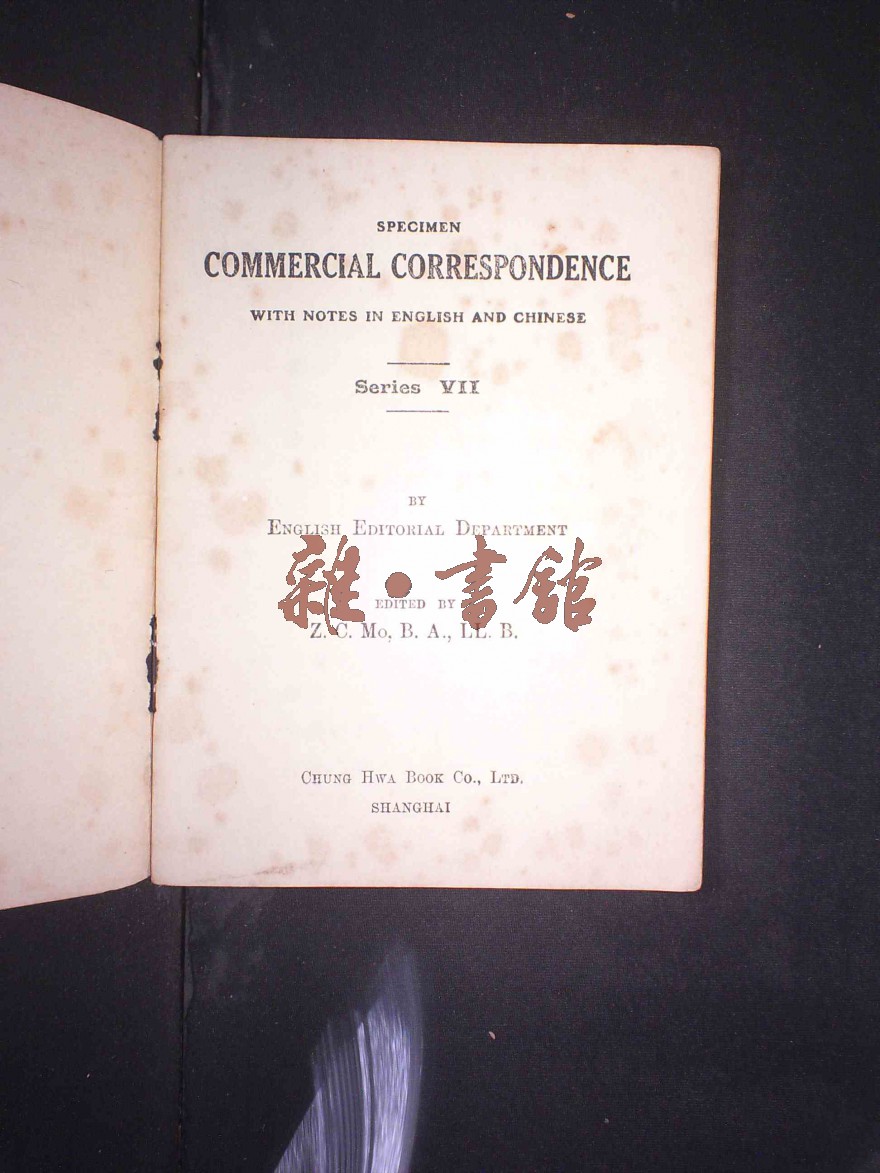 SPECIMEN
COMMERCIAL CORRESPONDENCE
WITH NOTES IN ENGLISH AND CHINESE
Series VII
BY
ENGLISH EDITORIAL DEPARTMENT
雜·書館
EDITED BY
Z. C. MO, B. A., LL. B.
CHUNG HWA BOOK CO., LTD.
SHANGHAI